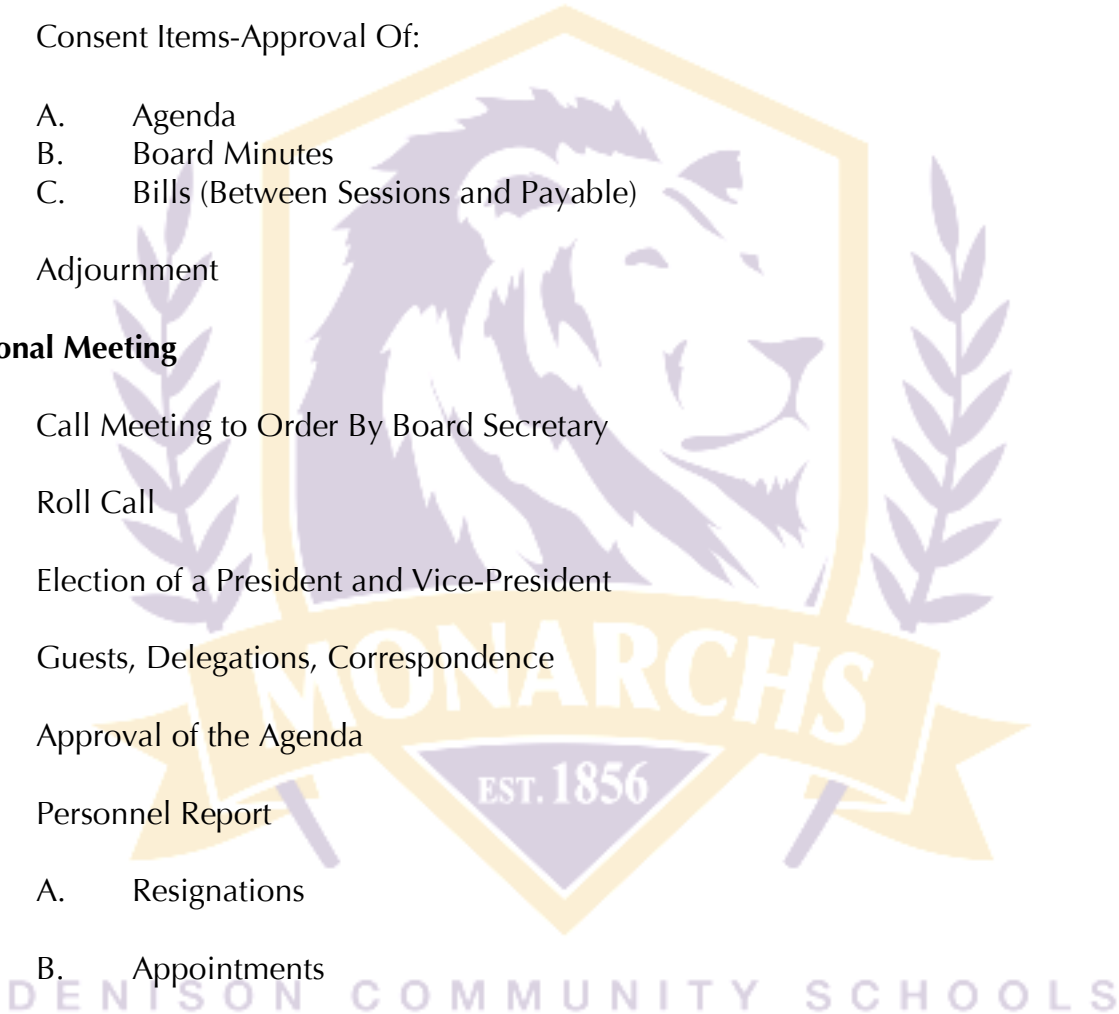 Consent Items-Approval Of:
A. Agenda
B. Board Minutes
C. Bills (Between Sessions and Payable)
Adjournment
onal Meeting
Call Meeting to Order By Board Secretary
Roll Call
Election of a President and Vice-President
Guests, Delegations, Correspondence
MONARCHS
Approval of the Agenda
EST. 1856
Personnel Report
A. Resignations
B. Appointments
DENISON COMMUNITY SCHOOLS